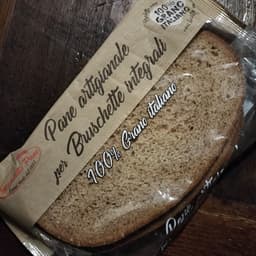 100%
GRANO
ITALIANO
Pane artigianale
per Bruschette integrali
100% Grano italiano